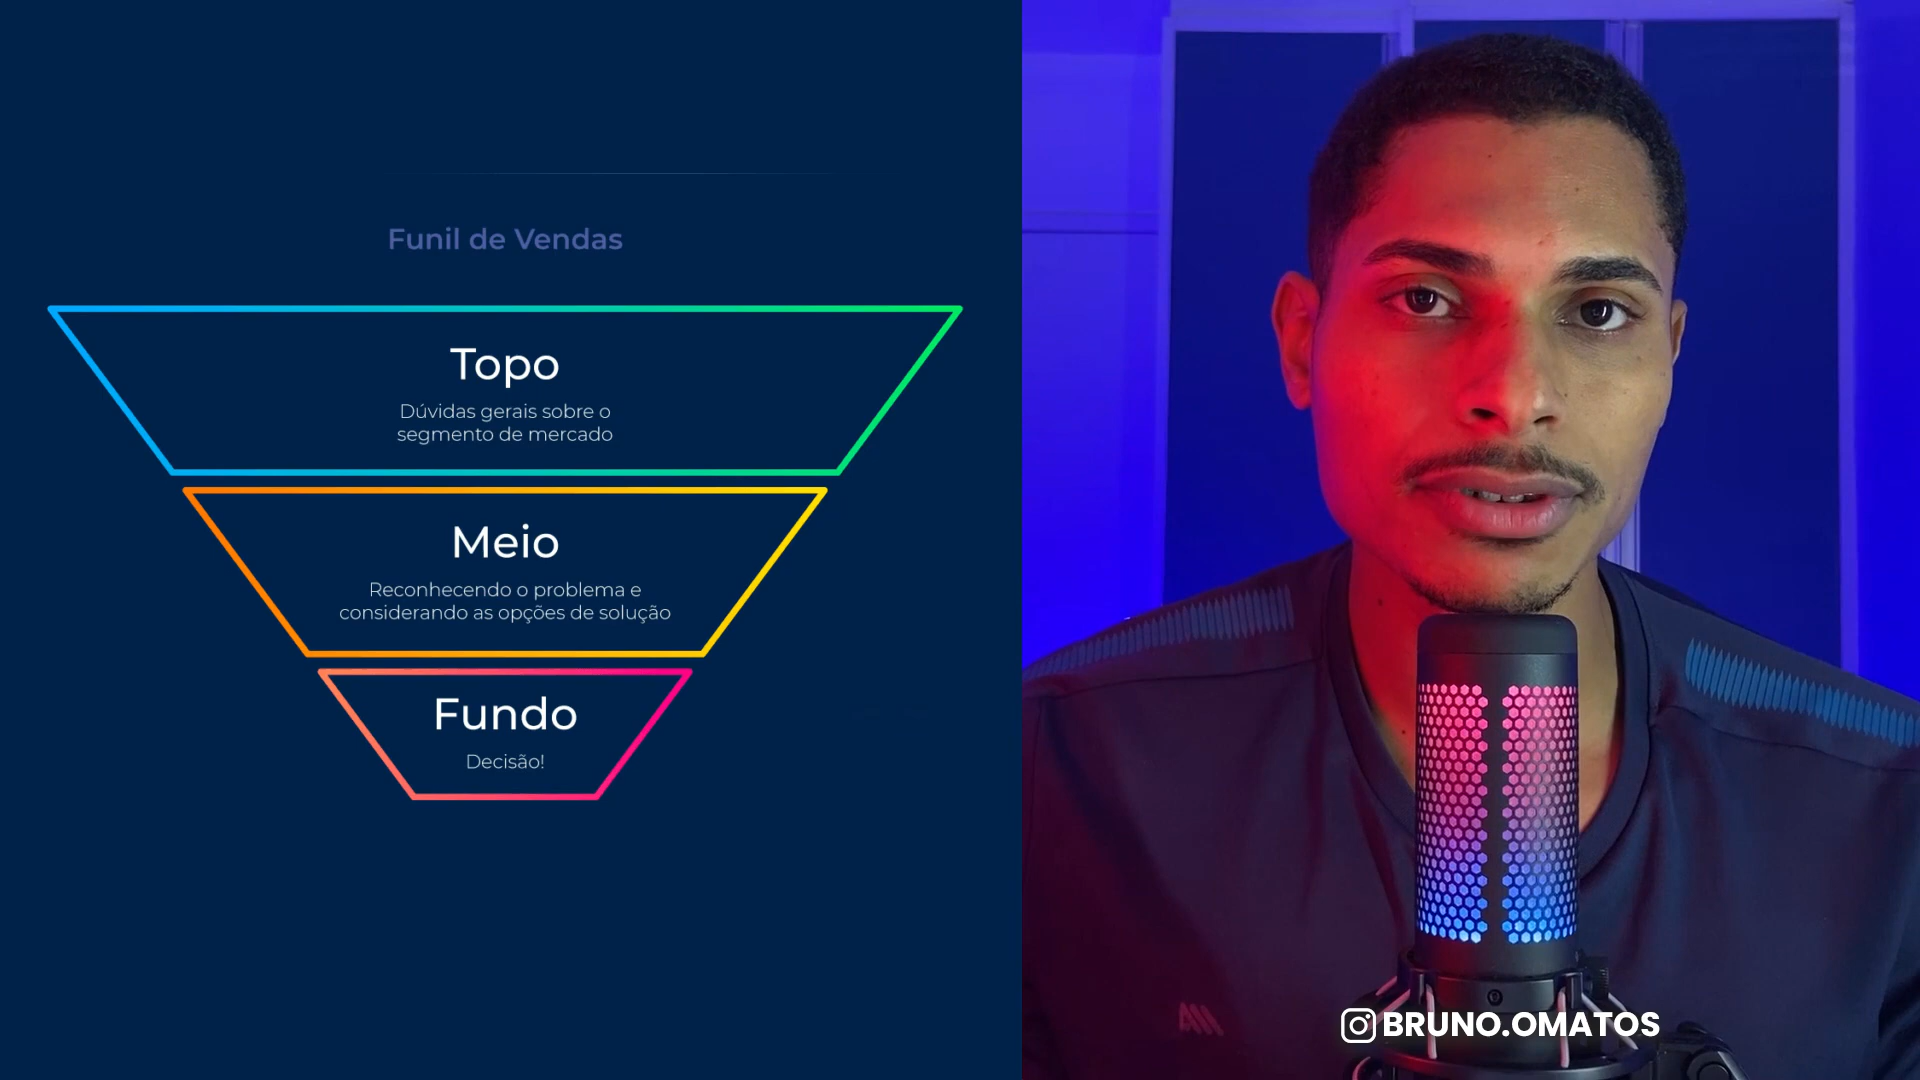 Funil de Vendas
Topo
Dúvidas gerais sobre o
segmento de mercado
Meio
Reconhecendo o problema e
considerando as opções de solução
Fundo
Decisão!
BRUNO.OMATOS